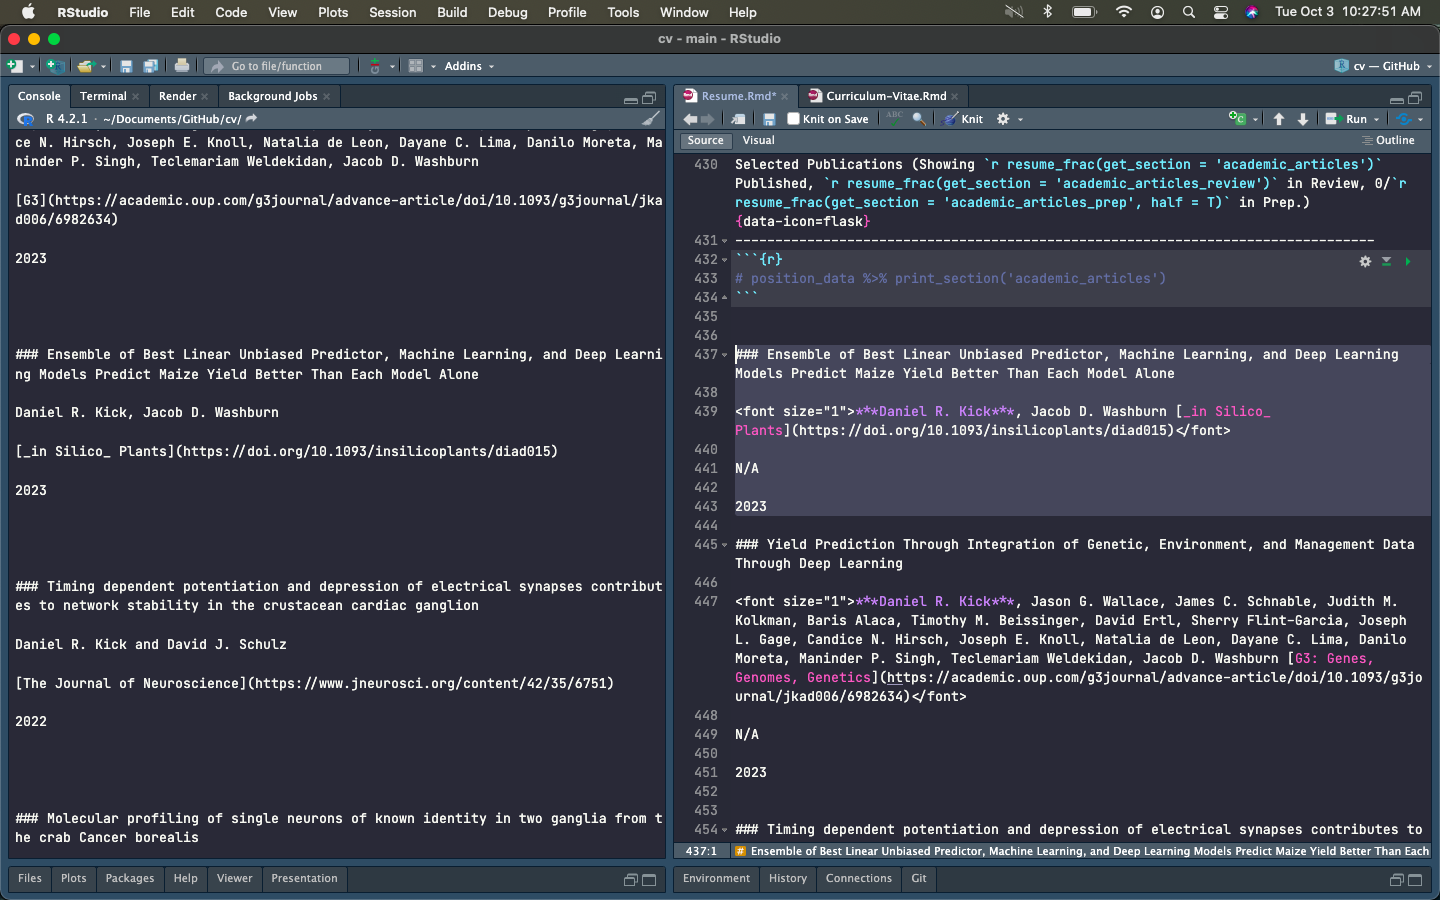 RStudio File Edit Code View Plots Session Build Debug Profile Tools Window Help Tue Oct 3 10:27:51 AM
cv - main - RStudio
Go to file/function Addins cv — GitHub
Console Terminal Render Background Jobs
R 4.2.1 · ~/Documents/GitHub/cv/
ce N. Hirsch, Joseph E. Knoll, Natalia de Leon, Dayane C. Lima, Danilo Moreta, Ma
ninder P. Singh, Teclemariam Weldekidan, Jacob D. Washburn
[G3](https://academic.oup.com/g3journal/advance-article/doi/10.1093/g3journal/jka
d006/6982634)
2023
### Ensemble of Best Linear Unbiased Predictor, Machine Learning, and Deep Learni
ng Models Predict Maize Yield Better Than Each Model Alone
Daniel R. Kick, Jacob D. Washburn
[_in Silico_ Plants](https://doi.org/10.1093/insilicoplants/diad015)
2023
### Timing dependent potentiation and depression of electrical synapses contribut
es to network stability in the crustacean cardiac ganglion
Daniel R. Kick and David J. Schulz
[The Journal of Neuroscience](https://www.jneurosci.org/content/42/35/6751)
2022
### Molecular profiling of single neurons of known identity in two ganglia from t
he crab Cancer borealis
Files Plots Packages Help Viewer Presentation
Resume.Rmd* Curriculum-Vitae.Rmd
Knit on Save ABC Knit Run
Source Visual Outline
430 Selected Publications (Showing `r resume_frac(get_section = 'academic_articles')`
Published, `r resume_frac(get_section = 'academic_articles_review')` in Review, 0/`r
resume_frac(get_section = 'academic_articles_prep', half = T)` in Prep.)
{data-icon=flask}
431 --------------------------------------------------------------------------------
432 ```{r}
433 # position_data %>% print_section('academic_articles')
434 ```
435
436
437 ### Ensemble of Best Linear Unbiased Predictor, Machine Learning, and Deep Learning
Models Predict Maize Yield Better Than Each Model Alone
438
439 <font size="1">***Daniel R. Kick***, Jacob D. Washburn [_in Silico_
Plants](https://doi.org/10.1093/insilicoplants/diad015)</font>
440
441 N/A
442
443 2023
444
445 ### Yield Prediction Through Integration of Genetic, Environment, and Management Data
Through Deep Learning
446
447 <font size="1">***Daniel R. Kick***, Jason G. Wallace, James C. Schnable, Judith M.
Kolkman, Baris Alaca, Timothy M. Beissinger, David Ertl, Sherry Flint-Garcia, Joseph
L. Gage, Candice N. Hirsch, Joseph E. Knoll, Natalia de Leon, Dayane C. Lima, Danilo
Moreta, Maninder P. Singh, Teclemariam Weldekidan, Jacob D. Washburn [G3: Genes,
Genomes, Genetics](https://academic.oup.com/g3journal/advance-article/doi/10.1093/g3jo
urnal/jkad006/6982634)</font>
448
449 N/A
450
451 2023
452
453
454 ### Timing dependent potentiation and depression of electrical synapses contributes to
437:1 # Ensemble of Best Linear Unbiased Predictor, Machine Learning, and Deep Learning Models Predict Maize Yield Better Than Each
Environment History Connections Git